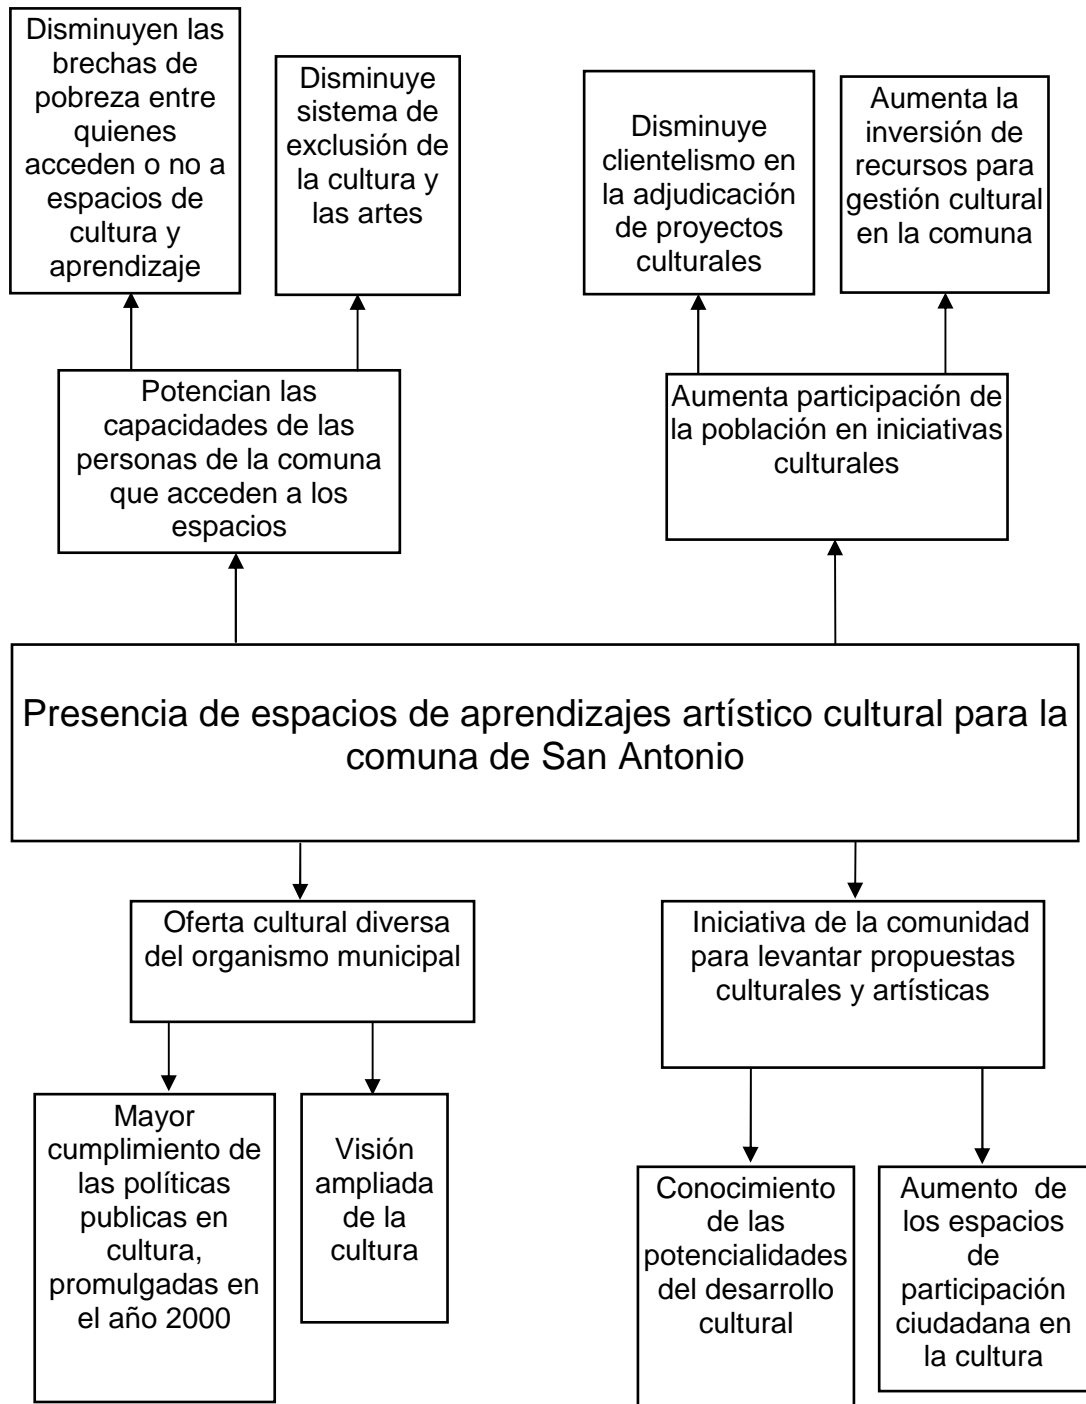 Disminuyen las
brechas de
pobreza entre
quienes
acceden o no a
espacios de
cultura y
aprendizaje
Disminuye
sistema de
exclusión de
la cultura y
las artes
Disminuye
clientelismo en
la adjudicación
de proyectos
culturales
Aumenta la
inversión de
recursos para
gestión cultural
en la comuna
Potencian las
capacidades de las
personas de la comuna
que acceden a los
espacios
Aumenta participación de
la población en iniciativas
culturales
Presencia de espacios de aprendizajes artístico cultural para la
comuna de San Antonio
Oferta cultural diversa
del organismo municipal
Iniciativa de la comunidad
para levantar propuestas
culturales y artísticas
Mayor
cumplimiento de
las políticas
publicas en
cultura,
promulgadas en
el año 2000
Visión
ampliada
de la
cultura
Conocimiento
de las
potencialidades
del desarrollo
cultural
Aumento de
los espacios
de
participación
ciudadana en
la cultura